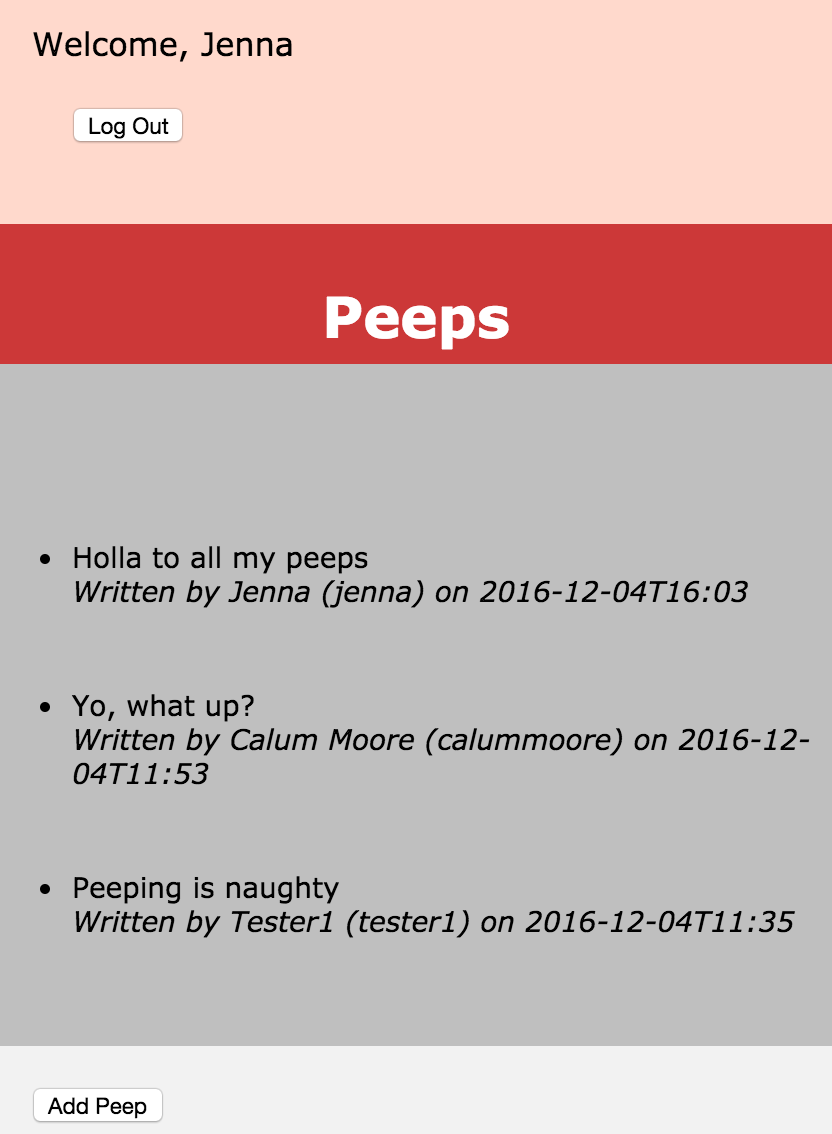 Welcome, Jenna
Log Out
Peeps
Holla to all my peeps
Written by Jenna (jenna) on 2016-12-04T16:03
Yo, what up?
Written by Calum Moore (calummoore) on 2016-12-
04T11:53
Peeping is naughty
Written by Tester1 (tester1) on 2016-12-04T11:35
Add Peep